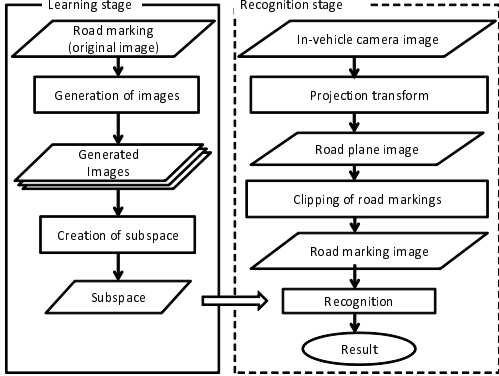 Learning stage
Road marking
(original image)
Generation of images
Generated
Images
Creation of subspace
Subspace
Recognition stage
In-vehicle camera image
Projection transform
Road plane image
Clipping of road markings
Road marking image
Recognition
Result